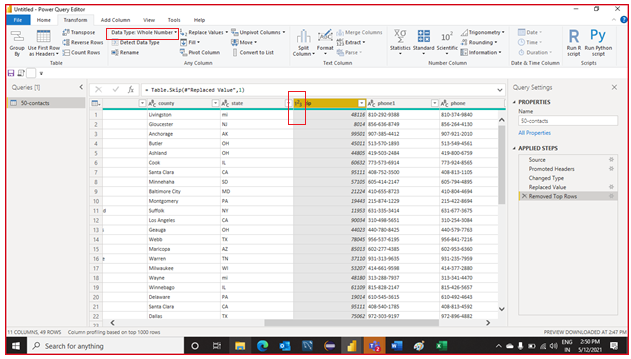 Untitled - Power Query Editor
File Home Transform Add Column View Tools Help
Group By Use First Row as Headers Transpose Reverse Rows Count Rows
Data Type: Whole Number Detect Data Type Rename
Replace Values Fill Pivot Column
Unpivot Columns Move Convert to List
Split Column Format Merge Columns Extract Parse
Statistics Standard Scientific Trigonometry Rounding Information
Date Time Duration
Run R script Run Python script
Table Any Column Text Column Number Column Date & Time Column Scripts
Queries [1]
50-contacts
= Table.Skip(#"Replaced Value",1)
county state zip phone1 phone
1 Livingston mi 48116 810-292-9388 810-374-9840
2 Gloucester NJ 8014 856-636-8749 856-264-4130
3 Anchorage AK 99501 907-385-4412 907-921-2010
4 Butler OH 45011 513-570-1893 513-549-4561
5 Ashland OH 44805 419-503-2484 419-800-6759
6 Cook IL 60632 773-573-6914 773-924-8565
7 Santa Clara CA 95111 408-752-3500 408-813-1105
8 Minnehaha SD 57105 605-414-2147 605-794-4895
9 Baltimore City MD 21224 410-655-8723 410-804-4694
10 Montgomery PA 19443 215-874-1229 215-422-8694
11 Suffolk NY 11953 631-335-3414 631-677-3675
12 Los Angeles CA 90034 310-498-5651 310-254-3084
13 Geauga OH 44023 440-780-8425 440-579-7763
14 Webb TX 78045 956-537-6195 956-841-7216
15 Maricopa AZ 85013 602-277-4385 602-953-6360
16 Warren TN 37110 931-313-9635 931-235-7959
17 Milwaukee WI 53207 414-661-9598 414-377-2880
18 Wayne MI 48180 313-288-7937 313-341-4470
19 Winnebago IL 61109 815-828-2147 815-426-5657
20 Delaware PA 19014 610-545-3615 610-492-4643
21 Santa Clara CA 95111 408-540-1785 408-813-4592
22 Dallas TX 75062 972-303-9197 972-896-4882
Query Settings
PROPERTIES
Name
50-contacts
All Properties
APPLIED STEPS
Source
Promoted Headers
Changed Type
Replaced Value
Removed Top Rows
11 COLUMNS, 49 ROWS Column profiling based on top 1000 rows PREVIEW DOWNLOADED AT 2:47 PM
Type here to search
ENG IN 2:50 PM 5/12/2021